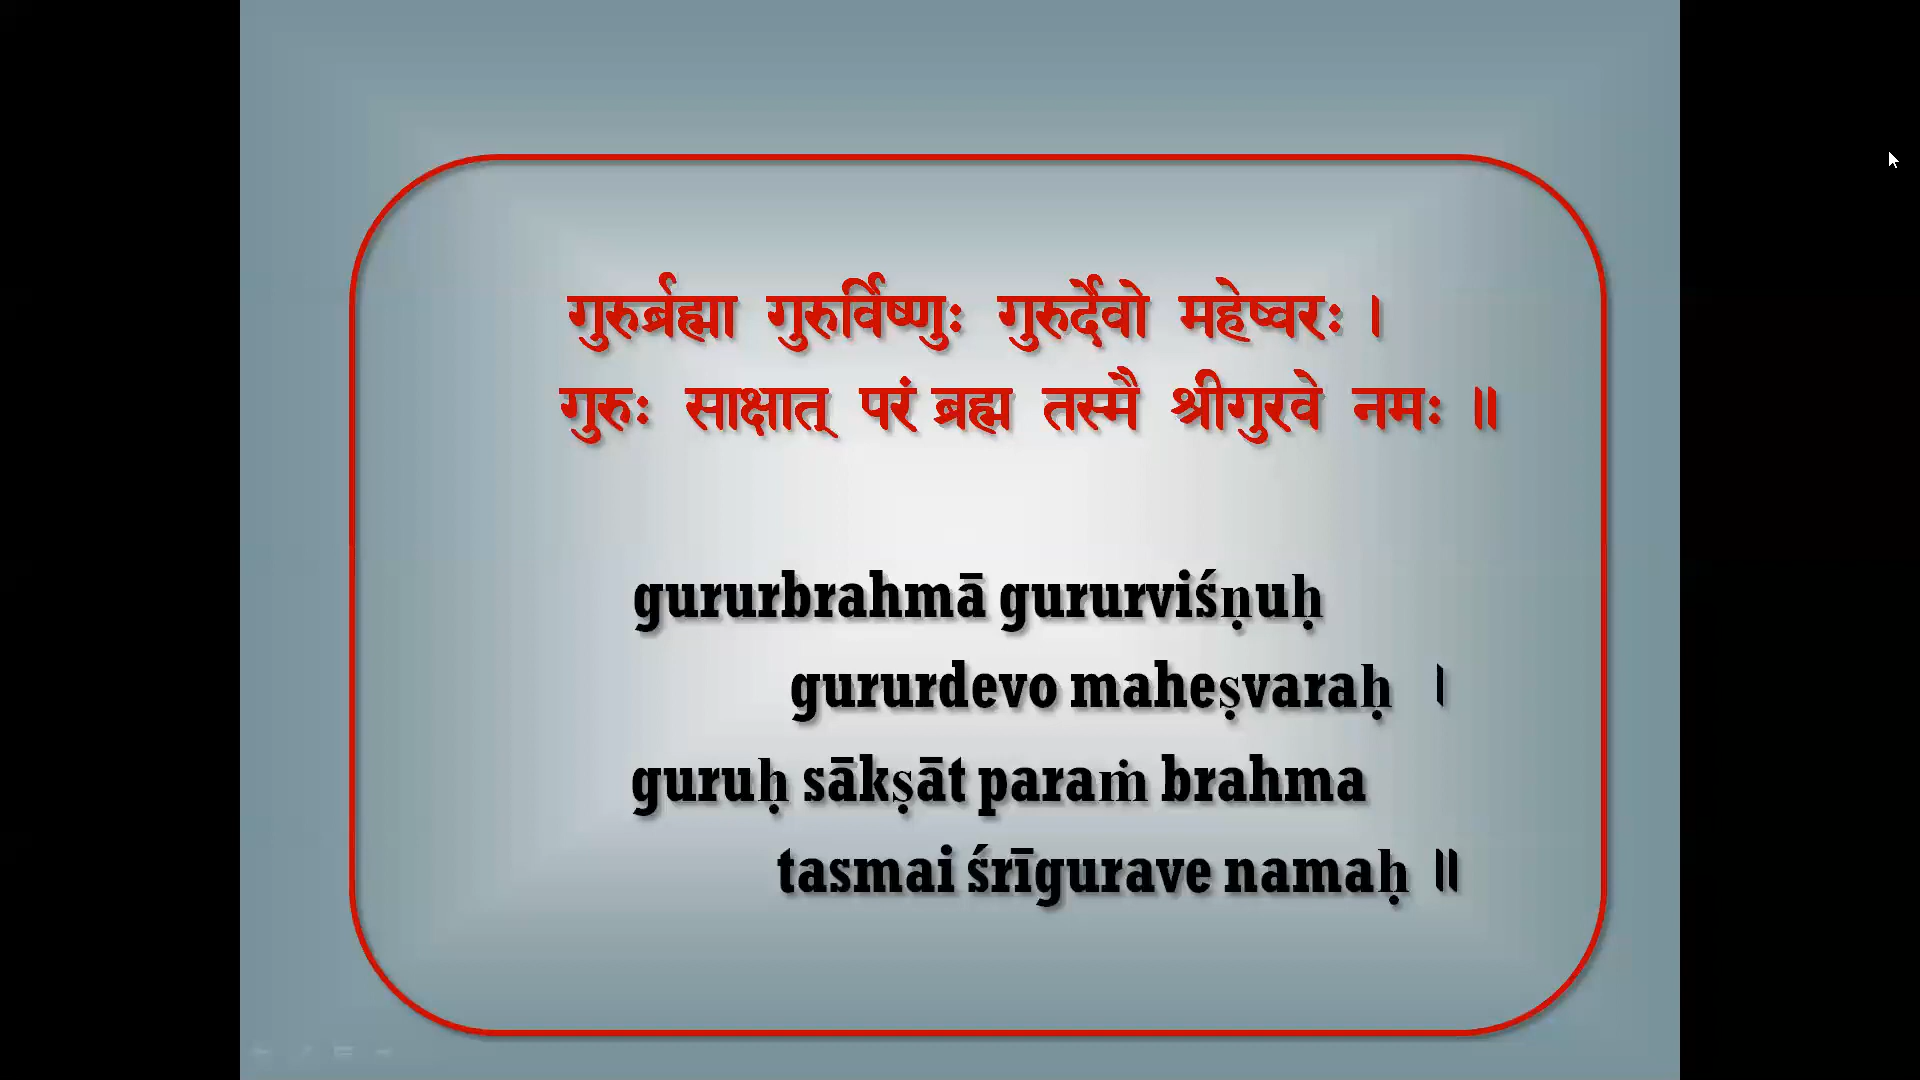 गुरुर्ब्रह्मा गुरुर्विष्णुः गुरुर्देवो महेष्वरः ।
गुरुः साक्षात् परं ब्रह्म तस्मै श्रीगुरवे नमः ॥
gururbrahmā gururviśṇuḥ
gururdevo maheṣvaraḥ ।
guruḥ sākṣāt paraṁ brahma
tasmai śrīgurave namaḥ ॥